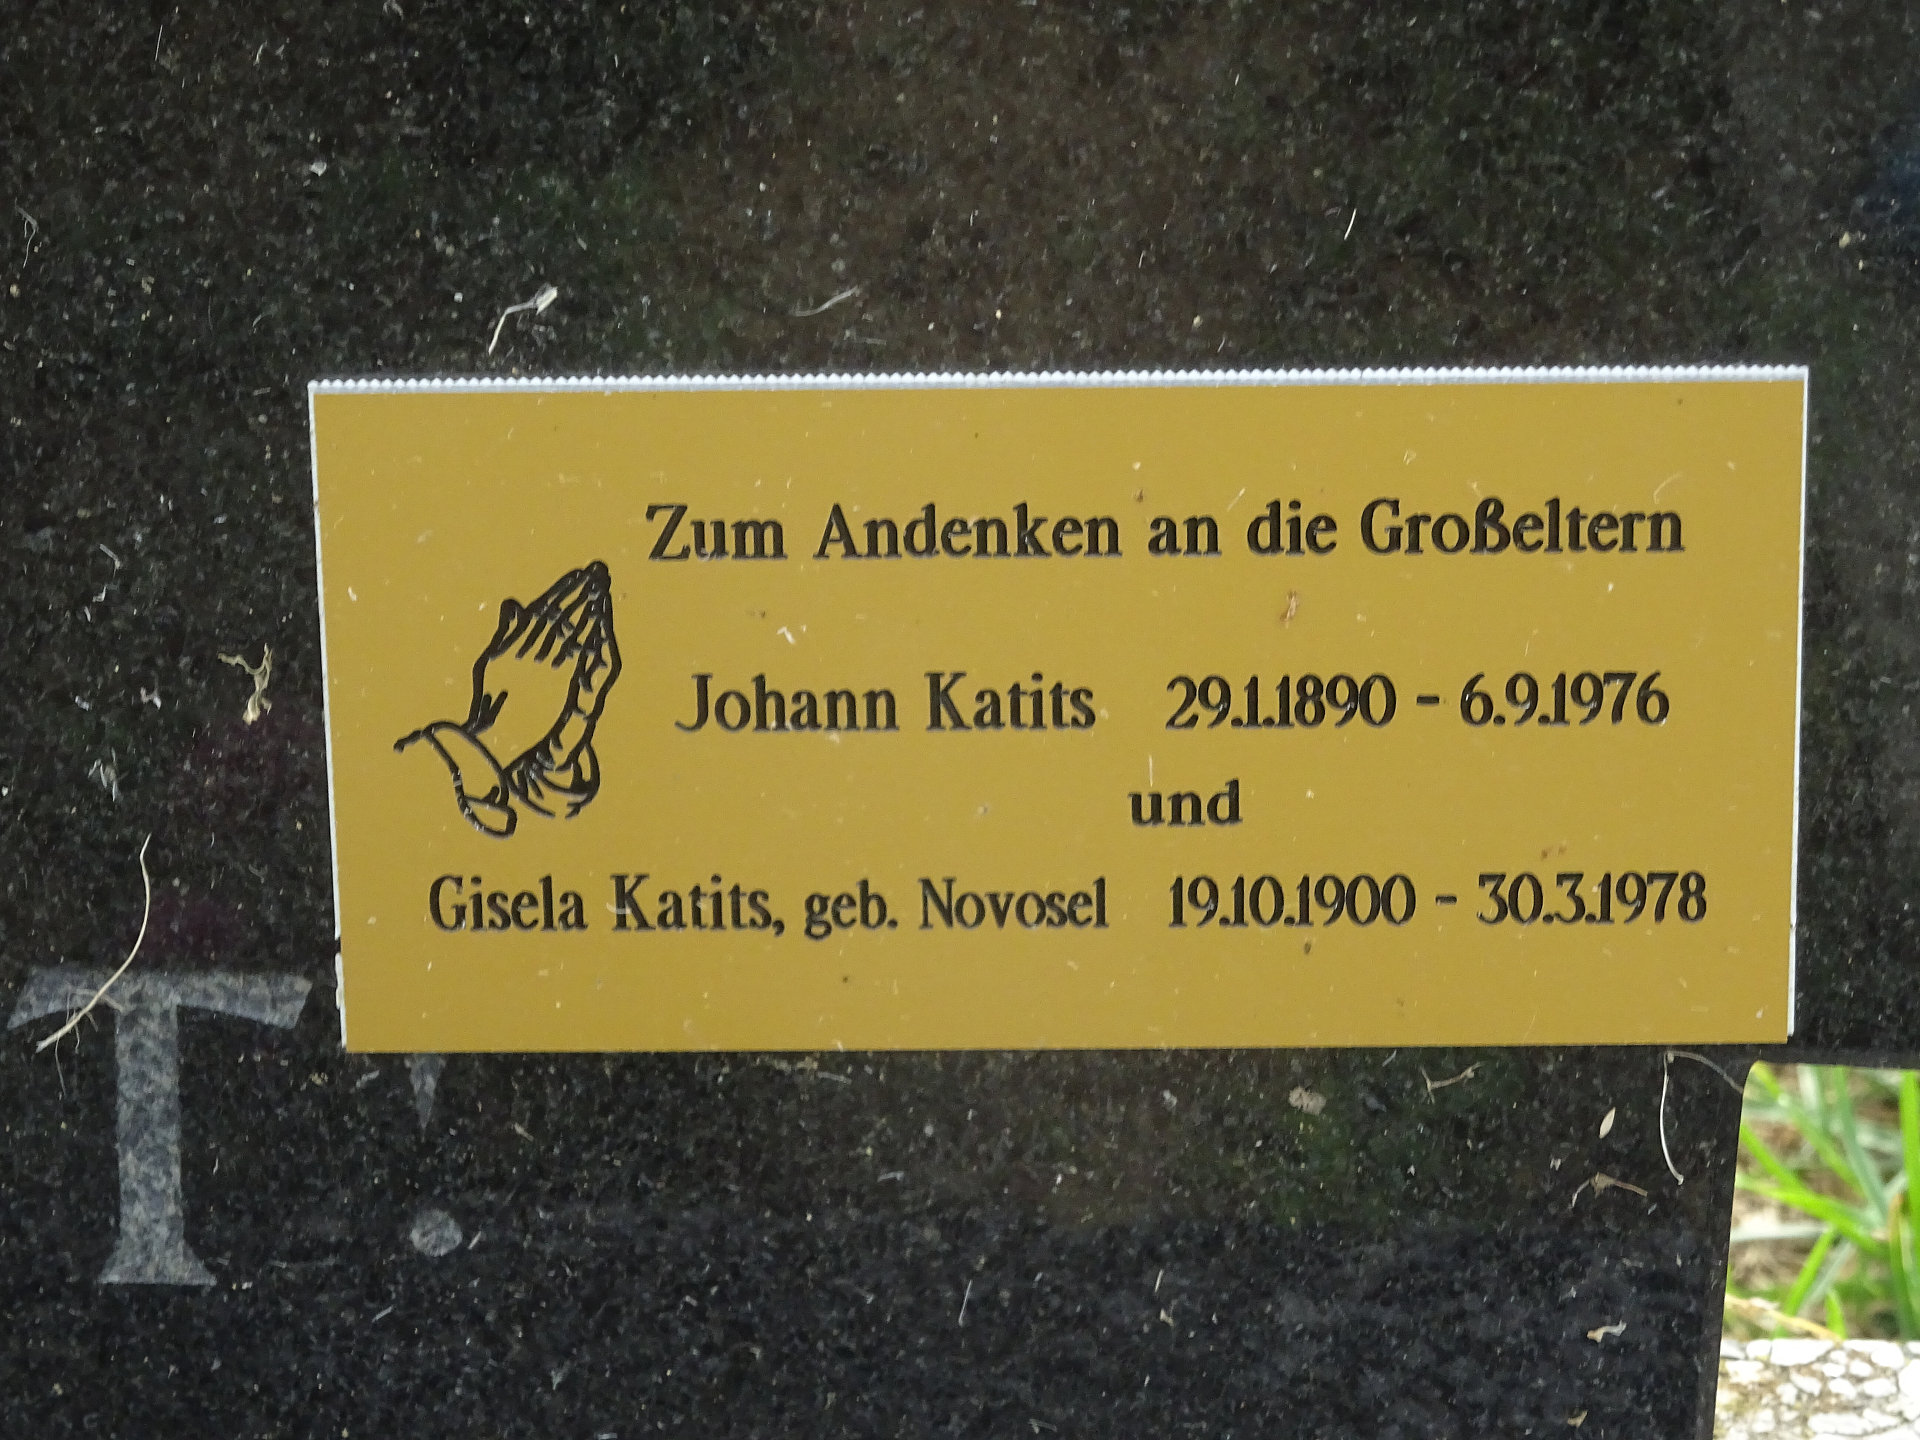 Zum Andenken an die Großeltern
Johann Katits 29.1.1890 - 6.9.1976
und
Gisela Katits, geb. Novosel 19.10.1900 - 30.3.1978
T!